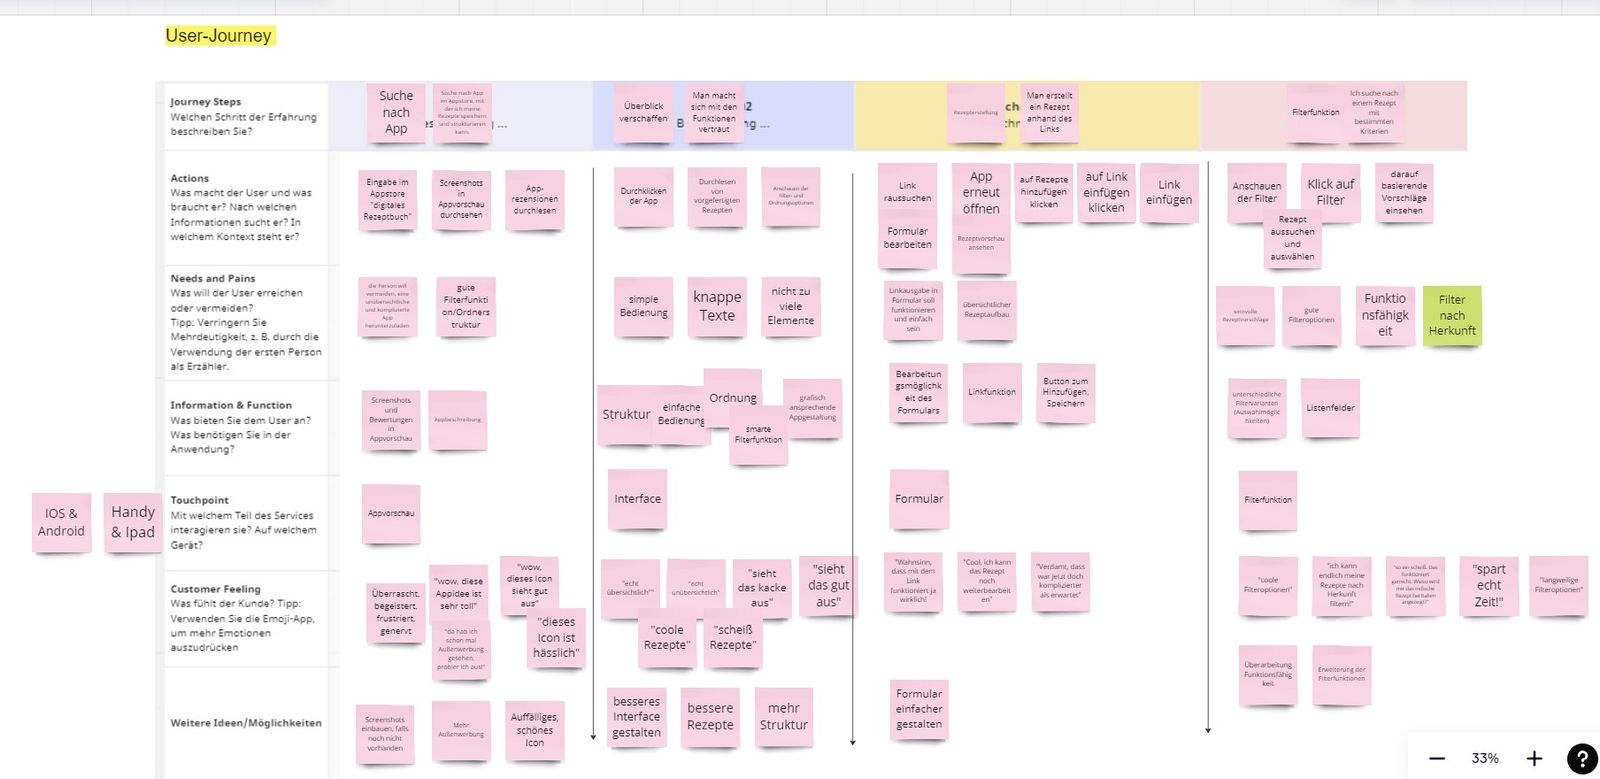 User-Journey
Journey Steps
Welchen Schritt der Erfahrung
beschreiben Sie?
Suche
nach
App
Suche nach App
im Appstore, mit
der ich meine
Rezepte speichern
und strukturieren
kann.
Überblick
verschaffen
Man macht
sich mit den
Funktionen
vertraut
Rezepterstellung
Man erstellt
ein Rezept
anhand des
Links
Filterfunktion
Ich suche nach
einem Rezept
mit
bestimmten
Kriterien
Actions
Was macht der User und was
braucht er? Nach welchen
Informationen sucht er? In
welchem Kontext steht er?
Eingabe im
Appstore
"digitales
Rezeptbuch"
Screenshots
in
Appvorschau
durchsehen
App-
rezensionen
durchlesen
Durchklicken
der App
Durchlesen
von
vorgefertigten
Rezepten
Anschauen der
Filter- und
Ordnungsoptionen
Link
raussuchen
App
erneut
öffnen
auf Rezepte
hinzufügen
klicken
auf Link
einfügen
klicken
Link
einfügen
Formular
bearbeiten
Rezeptvorschau
ansehen
Anschauen
der Filter
Klick auf
Filter
darauf
basierende
Vorschläge
einsehen
Rezept
aussuchen
und
auswählen
Needs and Pains
Was will der User erreichen
oder vermeiden?
Tipp: Verringern Sie
Mehrdeutigkeit, z. B. durch die
Verwendung der ersten Person
als Erzähler.
die Person will
vermeiden, eine
unübersichtliche
und komplizierte
App
herunterzuladen
gute
Filterfunkti
on/Ordners
truktur
simple
Bedienung
knappe
Texte
nicht zu
viele
Elemente
Linkausgabe in
Formular soll
funktionieren
und einfach
sein
übersichtlicher
Rezeptaufbau
sinnvolle
Rezeptvorschläge
gute
Filteroptionen
Funktio
nsfähigk
eit
Filter
nach
Herkunft
Information & Function
Was bieten Sie dem User an?
Was benötigen Sie in der
Anwendung?
Screenshots
und
Bewertungen
in
Appvorschau
Appbeschreibung
Struktur
einfache
Bedienung
Ordnung
smarte
Filterfunktion
grafisch
ansprechende
Appgestaltung
Bearbeitun
gsmöglichk
eit des
Formulars
Linkfunktion
Button zum
Hinzufügen,
Speichern
unterschiedliche
Filtervarianten
(Auswahlmöglic
hkeiten)
Listenfelder
IOS &
Android
Handy
& Ipad
Touchpoint
Mit welchem Teil des Services
interagieren sie? Auf welchem
Gerät?
Appvorschau
Interface
Formular
Filterfunktion
Customer Feeling
Was fühlt der Kunde? Tipp:
Verwenden Sie die Emoji-App,
um mehr Emotionen
auszudrücken
Überrascht,
begeistert,
frustriert,
genervt
"wow, diese
Appidee ist
sehr toll"
"wow,
dieses Icon
sieht gut
aus"
"da hab ich
schon mal
Außenwerbung
gesehen,
probier ich aus!"
"dieses
Icon ist
hässlich"
"echt
übersichtlich""
"echt
unübersichtlich"
"sieht
das kacke
aus"
"sieht
das gut
aus"
"coole
Rezepte"
"scheiß
Rezepte"
"Wahnsinn,
dass mit dem
Link
funktioniert ja
wirklich!
"Cool, ich kann
das Rezept
noch
weiterbearbeit
en"
"Verdamt, dass
war jetzt doch
komplizierter
als erwartet"
"coole
Filteroptionen"
"ich kann
endlich meine
Rezepte nach
Herkunft
filtern!"
"so ein scheiß. Das
funktioniert
garnicht. Wieso wird
mir das indische
Rezept bei Italien
angezeigt?"
"spart
echt
Zeit!"
"langweilige
Filteroptionen"
Überarbeitung
Funktionsfähig
keit
Erweiterung der
Filterfunktionen
Weitere Ideen/Möglichkeiten
Screenshots
einbauen, falls
noch nicht
vorhanden
Mehr
Außenwerbung
Auffälliges,
schönes
Icon
besseres
Interface
gestalten
bessere
Rezepte
mehr
Struktur
Formular
einfacher
gestalten
33%